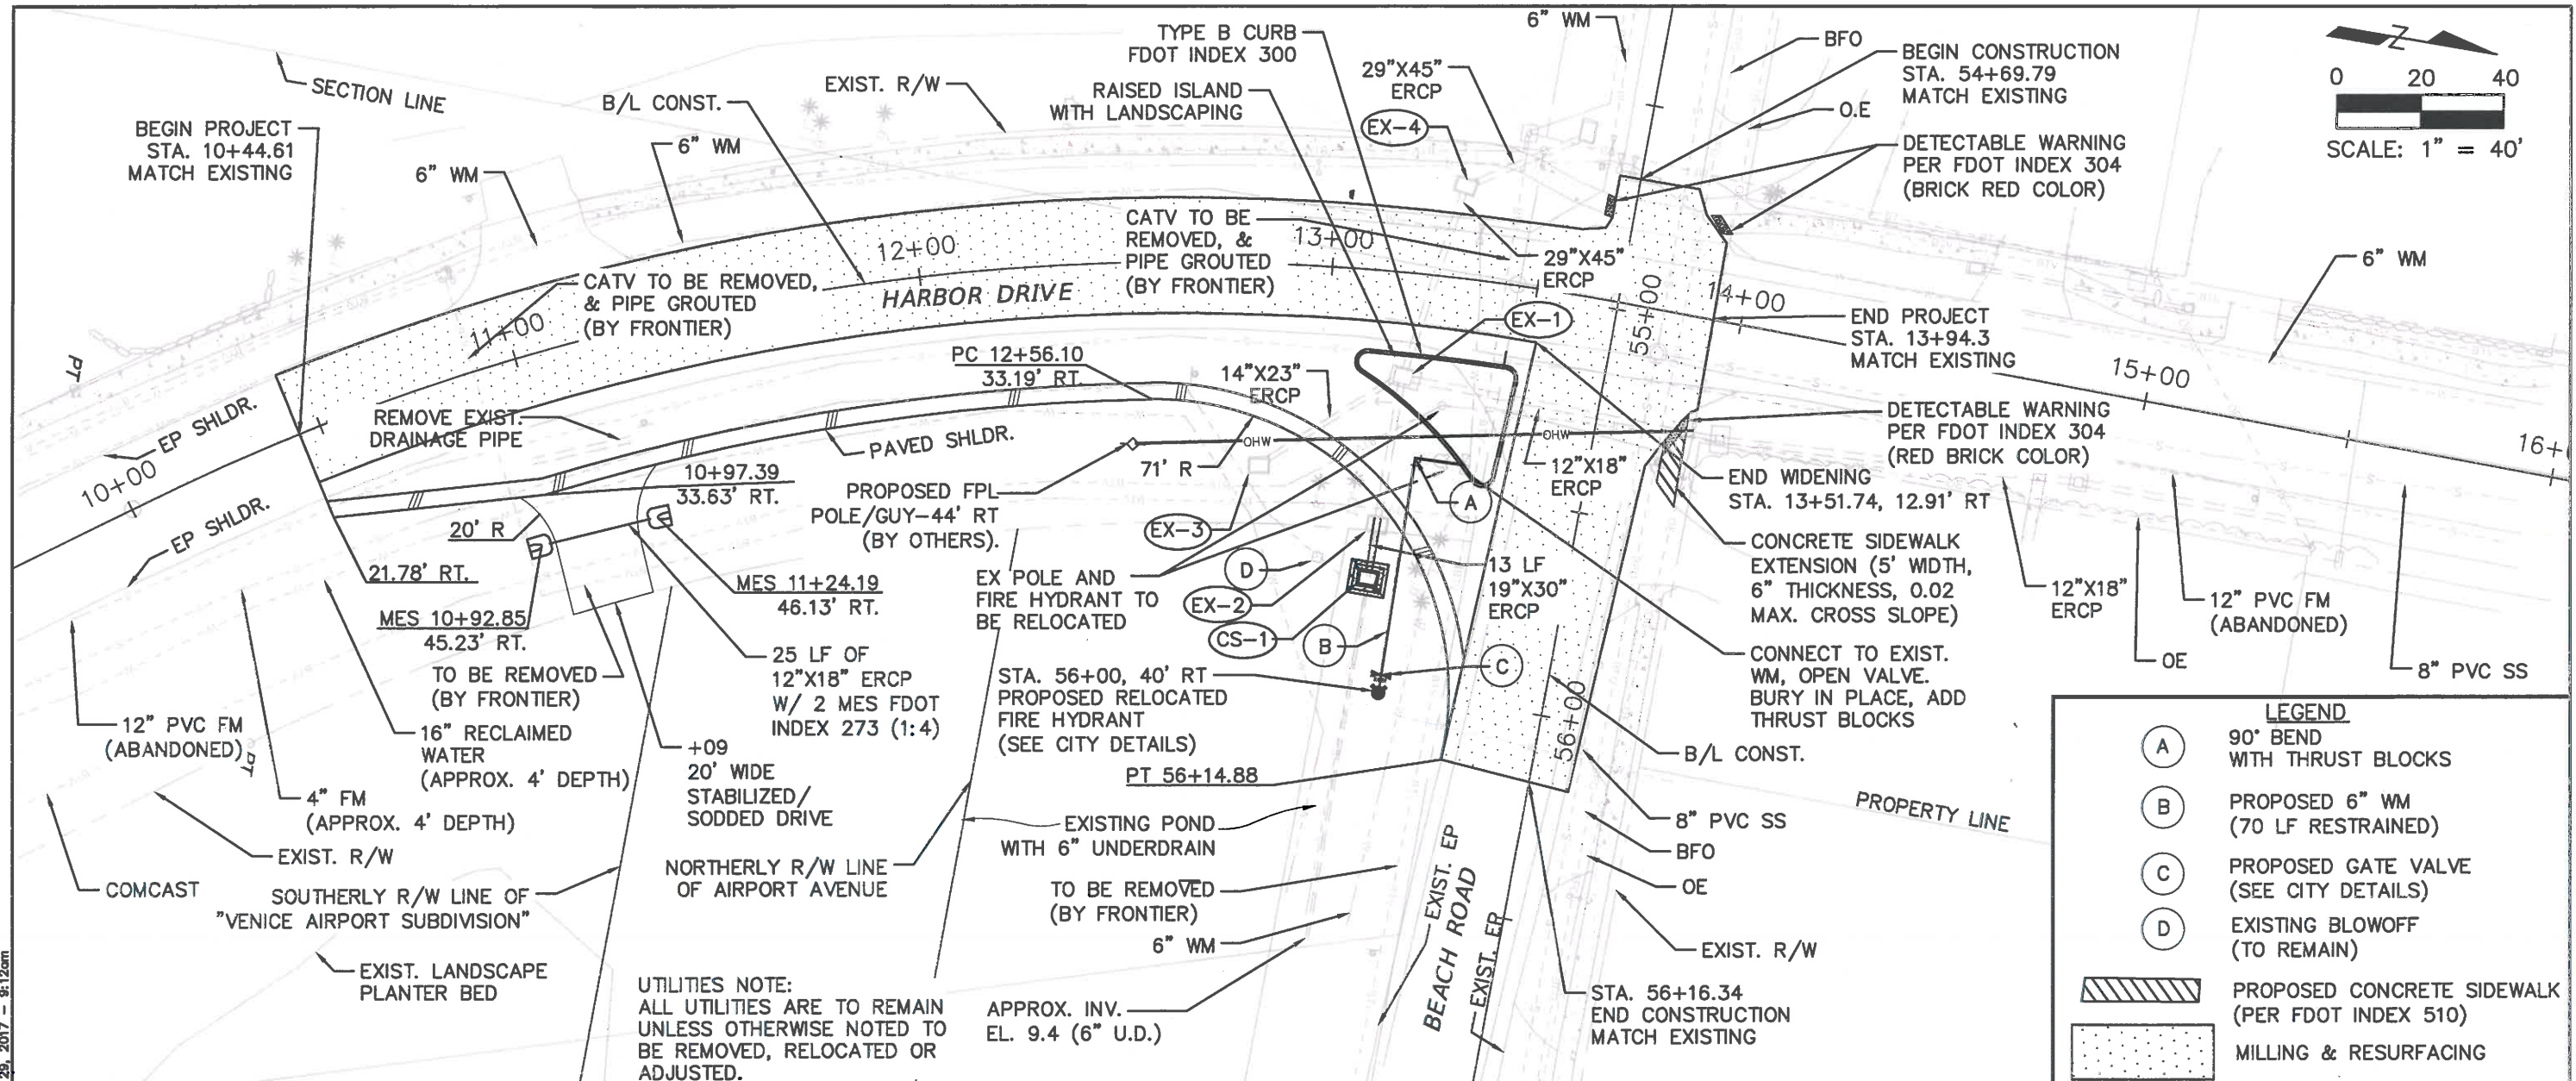 SECTION LINE
BEGIN PROJECT
STA. 10+44.61
MATCH EXISTING
6" WM
B/L CONST.
6" WM
EXIST. R/W
TYPE B CURB
FDOT INDEX 300
RAISED ISLAND
WITH LANDSCAPING
29"X45"
ERCP
EX-4
6" WM
BFO
BEGIN CONSTRUCTION
STA. 54+69.79
MATCH EXISTING
O.E
DETECTABLE WARNING
PER FDOT INDEX 304
(BRICK RED COLOR)
Z
0 20 40
SCALE: 1" = 40'
6" WM
CATV TO BE REMOVED,
& PIPE GROUTED
(BY FRONTIER)
11+00
12+00
HARBOR DRIVE
CATV TO BE
REMOVED, &
PIPE GROUTED
(BY FRONTIER)
13+00
29"X45"
ERCP
EX-1
55+00
14+00
END PROJECT
STA. 13+94.3
MATCH EXISTING
15+00
16+
PT
EP SHLDR.
10+00
EP SHLDR.
REMOVE EXIST.
DRAINAGE PIPE
PC 12+56.10
33.19' RT.
14"X23"
ERCP
PAVED SHLDR.
10+97.39
33.63' RT.
20' R
21.78' RT.
MES 10+92.85
45.23' RT.
MES 11+24.19
46.13' RT.
PROPOSED FPL
POLE/GUY-44' RT
(BY OTHERS).
71' R
OHW
OHW
12"X18"
ERCP
A
DETECTABLE WARNING
PER FDOT INDEX 304
(RED BRICK COLOR)
END WIDENING
STA. 13+51.74, 12.91' RT
CONCRETE SIDEWALK
EXTENSION (5' WIDTH,
6" THICKNESS, 0.02
MAX. CROSS SLOPE)
12"X18"
ERCP
12" PVC FM
(ABANDONED)
OE
8" PVC SS
EX-3
D
EX-2
CS-1
B
C
EX POLE AND
FIRE HYDRANT TO
BE RELOCATED
13 LF
19"X30"
ERCP
CONNECT TO EXIST.
WM, OPEN VALVE.
BURY IN PLACE, ADD
THRUST BLOCKS
STA. 56+00, 40' RT
PROPOSED RELOCATED
FIRE HYDRANT
(SEE CITY DETAILS)
PT 56+14.88
56+00
B/L CONST.
TO BE REMOVED
(BY FRONTIER)
25 LF OF
12"X18" ERCP
W/ 2 MES FDOT
INDEX 273 (1:4)
+09
20' WIDE
STABILIZED/
SODDED DRIVE
12" PVC FM
(ABANDONED)
PT
16" RECLAIMED
WATER
(APPROX. 4' DEPTH)
4" FM
(APPROX. 4' DEPTH)
EXIST. R/W
COMCAST
SOUTHERLY R/W LINE OF
"VENICE AIRPORT SUBDIVISION"
EXIST. LANDSCAPE
PLANTER BED
NORTHERLY R/W LINE
OF AIRPORT AVENUE
EXISTING POND
WITH 6" UNDERDRAIN
TO BE REMOVED
(BY FRONTIER)
6" WM
APPROX. INV.
EL. 9.4 (6" U.D.)
UTILITIES NOTE:
ALL UTILITIES ARE TO REMAIN
UNLESS OTHERWISE NOTED TO
BE REMOVED, RELOCATED OR
ADJUSTED.
EXIST. EP
BEACH ROAD
EXIST. EP
8" PVC SS
BFO
OE
EXIST. R/W
STA. 56+16.34
END CONSTRUCTION
MATCH EXISTING
PROPERTY LINE
LEGEND
A 90° BEND
WITH THRUST BLOCKS
B PROPOSED 6" WM
(70 LF RESTRAINED)
C PROPOSED GATE VALVE
(SEE CITY DETAILS)
D EXISTING BLOWOFF
(TO REMAIN)
PROPOSED CONCRETE SIDEWALK
(PER FDOT INDEX 510)
MILLING & RESURFACING
29, 2017 - 9:12am